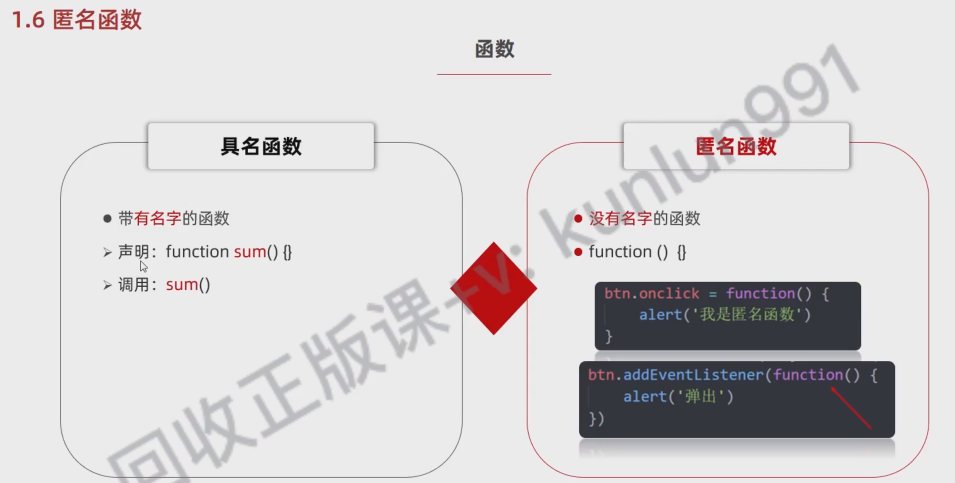 1.6 匿名函数
函数
具名函数
● 带有名字的函数
➢ 声明：function sum() {}
➢ 调用：sum()
匿名函数
● 没有名字的函数
● function () {}
btn.onclick = function() {
alert('我是匿名函数')
}
btn.addEventListener(function() {
alert('弹出')
})
回收正版课+v: kunlun991